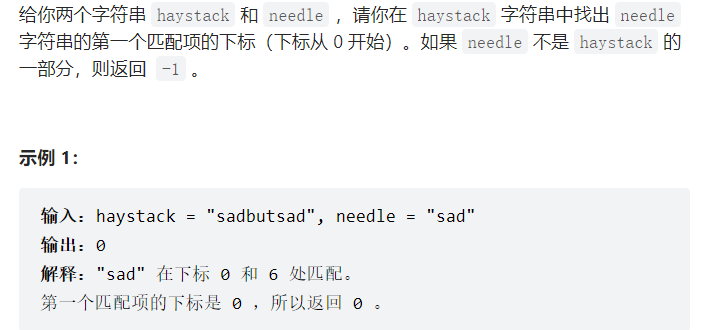 给你两个字符串 haystack 和 needle ，请你在 haystack 字符串中找出 needle
字符串的第一个匹配项的下标（下标从 0 开始）。如果 needle 不是 haystack 的
一部分，则返回 -1 。
示例 1：
输入：haystack = "sadbutsad", needle = "sad"
输出：0
解释："sad" 在下标 0 和 6 处匹配。
第一个匹配项的下标是 0 ，所以返回 0 。